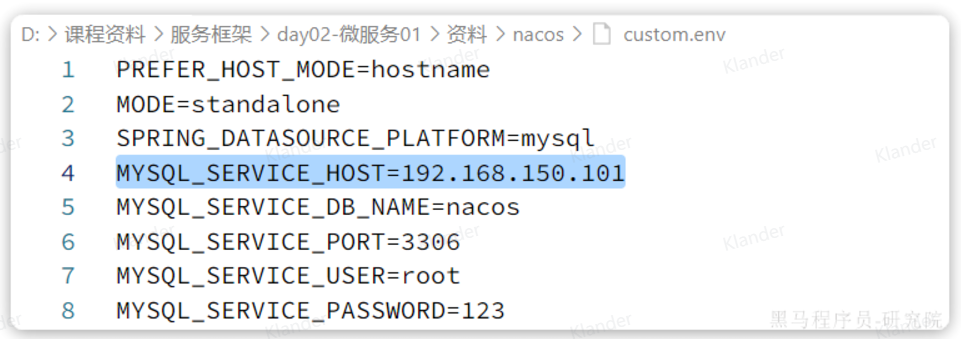 D: > 课程资料 > 服务框架 > day02-微服务01 > 资料 > nacos > custom.env
1 PREFER_HOST_MODE=hostname
2 MODE=standalone
3 SPRING_DATASOURCE_PLATFORM=mysql
4 MYSQL_SERVICE_HOST=192.168.150.101
5 MYSQL_SERVICE_DB_NAME=nacos
6 MYSQL_SERVICE_PORT=3306
7 MYSQL_SERVICE_USER=root
8 MYSQL_SERVICE_PASSWORD=123
黑马程序员-研究院
Klander
Klander
Klander
Klander
Klander
Klander